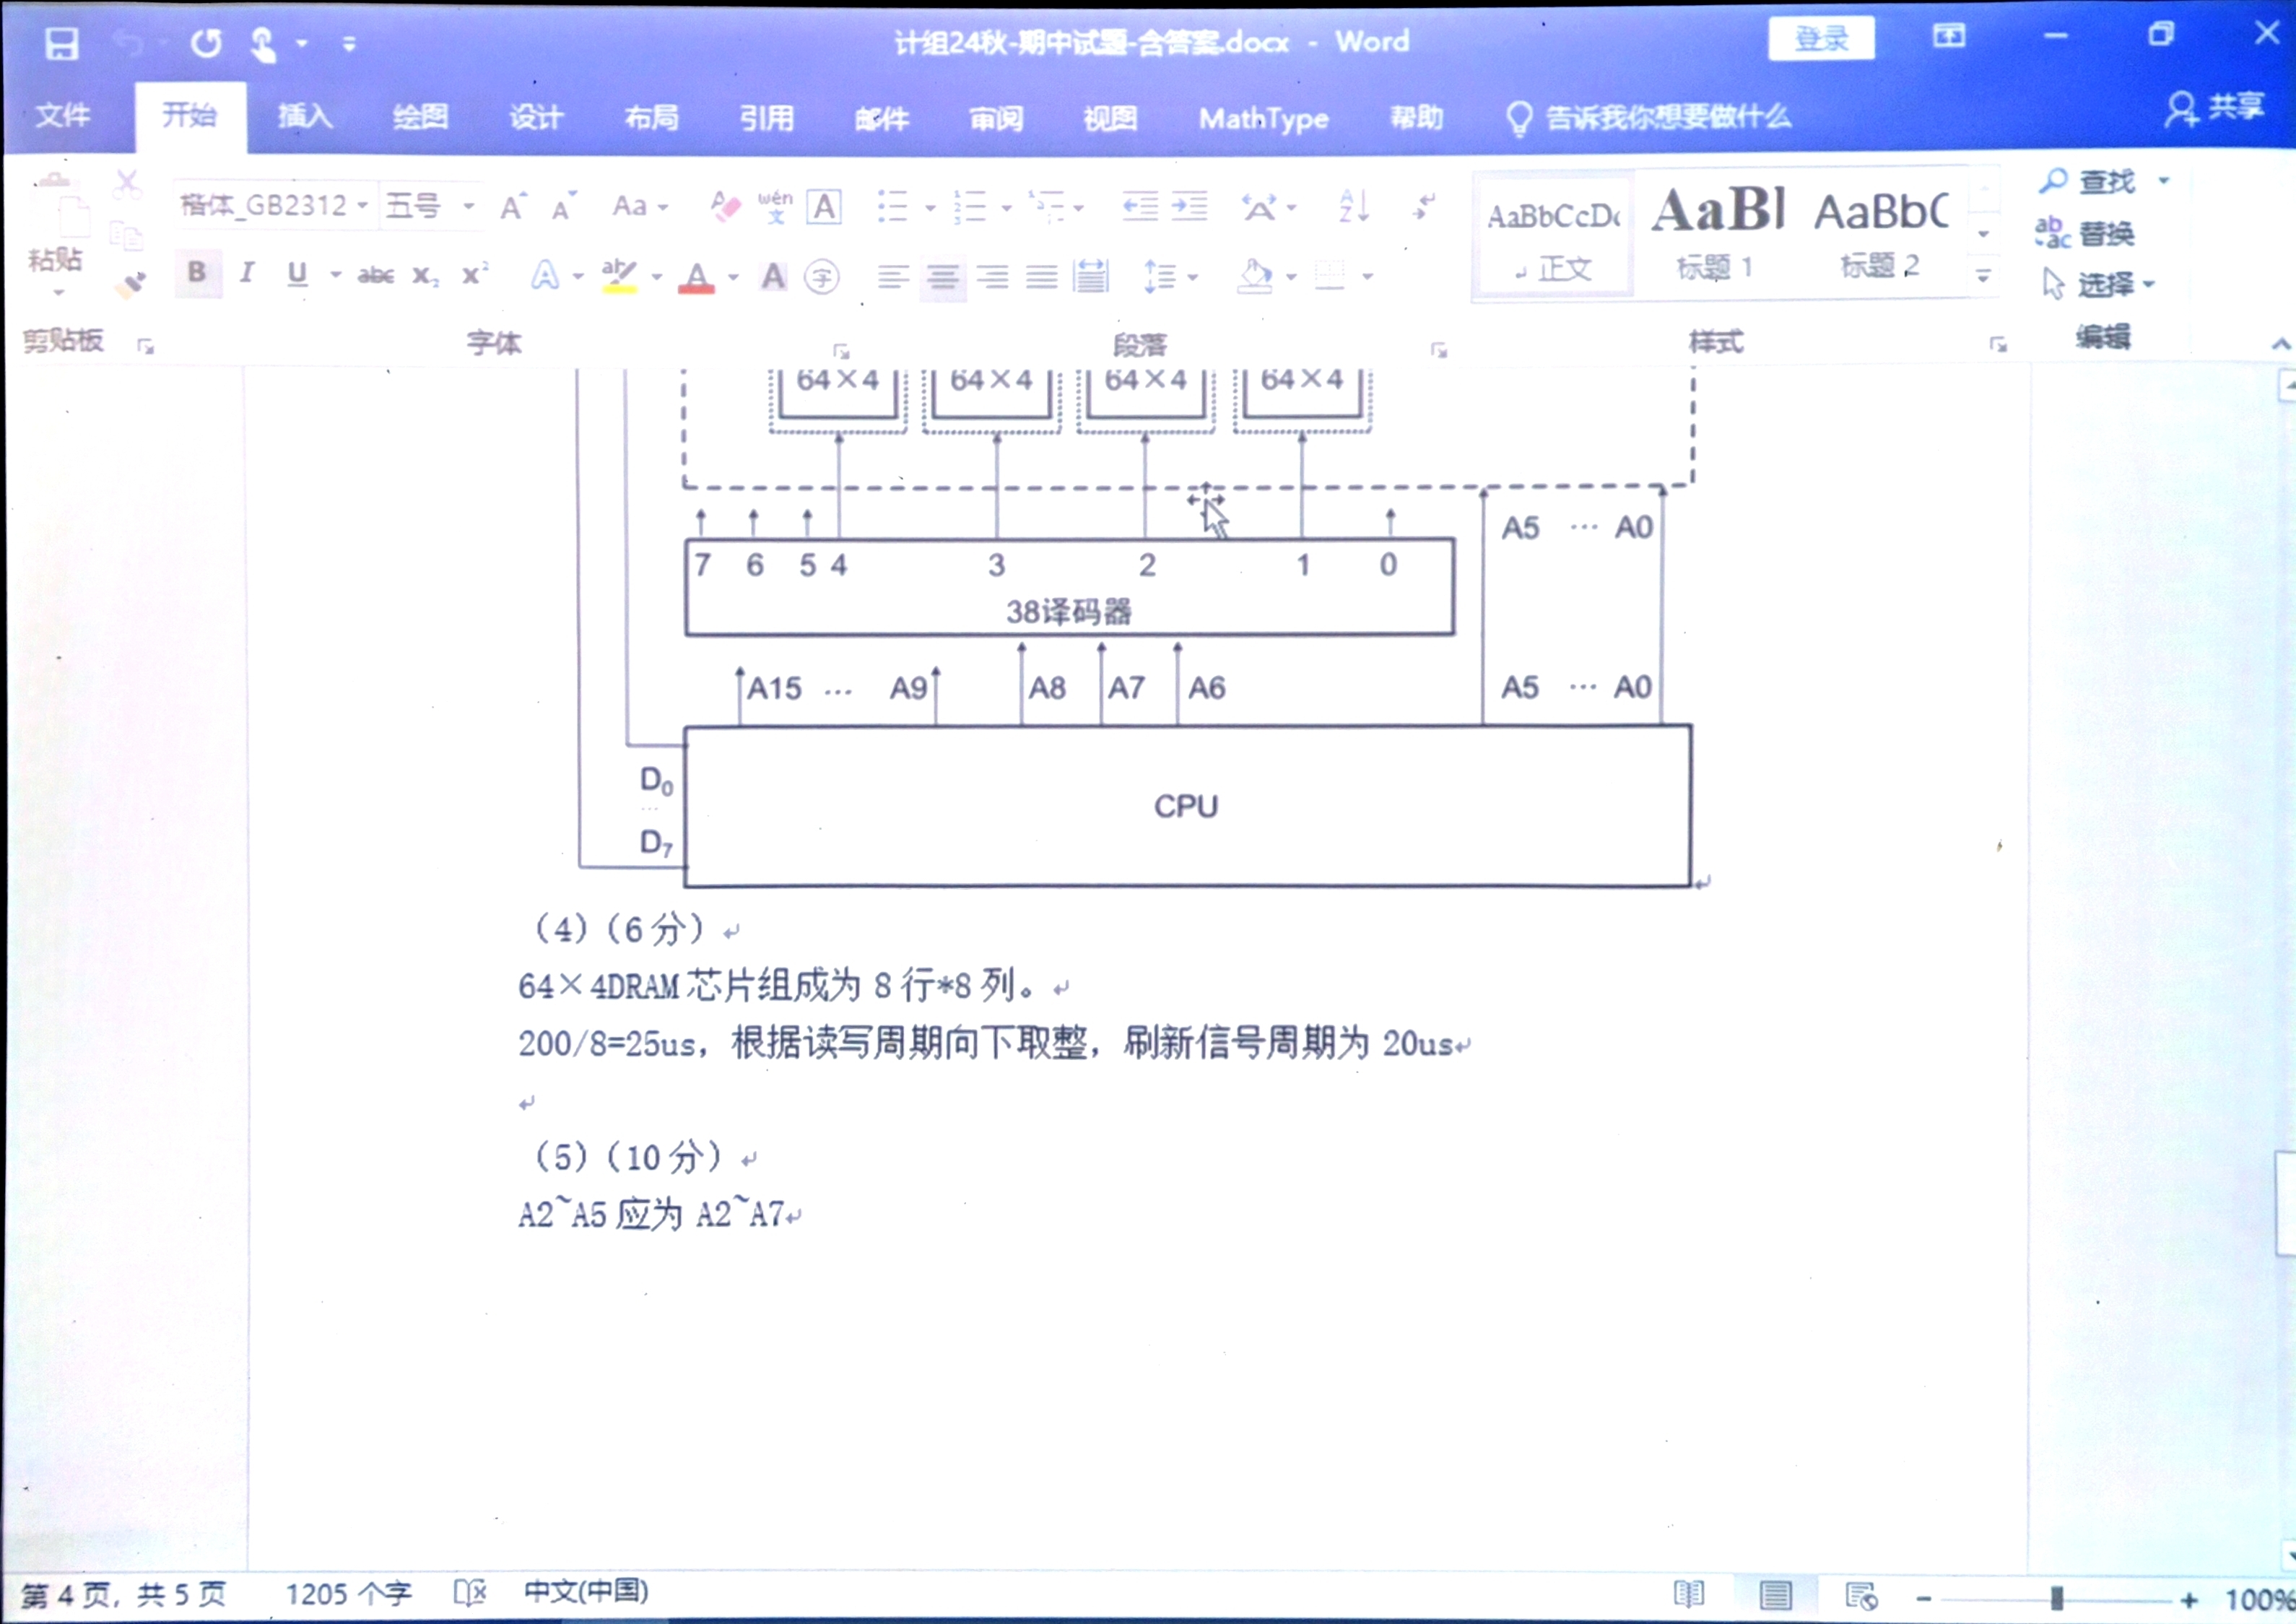 计组24秋-期中试题-含答案.docx - Word
登录
文件 开始 插入 绘图 设计 布局 引用 邮件 审阅 视图 MathType 帮助 告诉我你想要做什么 共享
粘贴
楷体_GB2312 五号 A A Aa wén 文 A
B I U abc X₂ X² A ab A A 字
AaBbCcDc AaBl AaBbC
正文 标题 1 标题 2
查找
替换
选择
剪贴板 字体 段落 样式 编辑
64×4 64×4 64×4 64×4
A5 … A0
7 6 5 4 3 2 1 0
38译码器
A15 … A9 A8 A7 A6 A5 … A0
D0
…
D7
CPU
（4）（6 分）
64×4DRAM 芯片组成为 8 行*8 列。
200/8=25us，根据读写周期向下取整，刷新信号周期为 20us
（5）（10 分）
A2~A5 应为 A2~A7
第 4 页，共 5 页 1205 个字 中文(中国) 100%